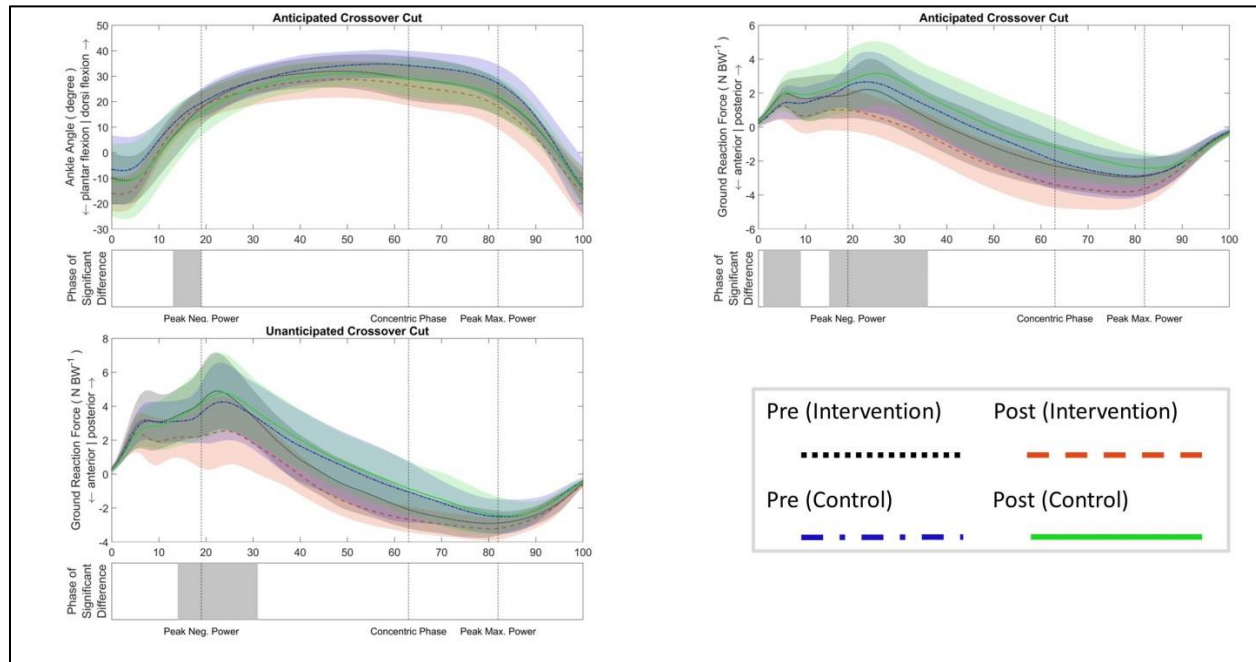 Anticipated Crossover Cut
Ankle Angle ( degree )
← plantar flexion | dorsi flexion →
50
40
30
20
10
0
-10
-20
-30
0 10 20 30 40 50 60 70 80 90 100
Phase of
Significant
Difference
Peak Neg. Power Concentric Phase Peak Max. Power
Anticipated Crossover Cut
Ground Reaction Force ( N BW-1 )
← anterior | posterior →
6
4
2
0
-2
-4
-6
0 10 20 30 40 50 60 70 80 90 100
Phase of
Significant
Difference
Peak Neg. Power Concentric Phase Peak Max. Power
Unanticipated Crossover Cut
Ground Reaction Force ( N BW-1 )
← anterior | posterior →
8
6
4
2
0
-2
-4
0 10 20 30 40 50 60 70 80 90 100
Phase of
Significant
Difference
Peak Neg. Power Concentric Phase Peak Max. Power
Pre (Intervention) Post (Intervention)
Pre (Control) Post (Control)